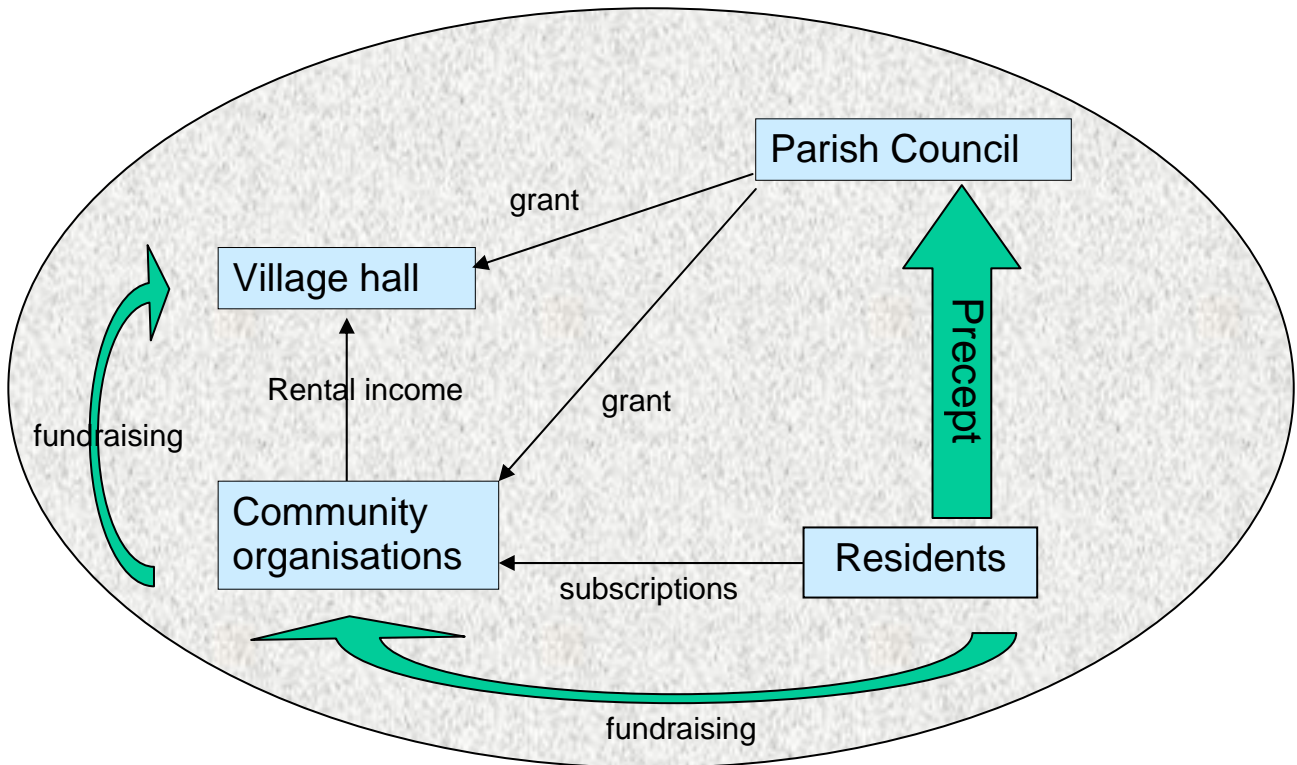 Parish Council
grant
Village hall
Precept
Rental income
grant
fundraising
Community
organisations
Residents
subscriptions
fundraising